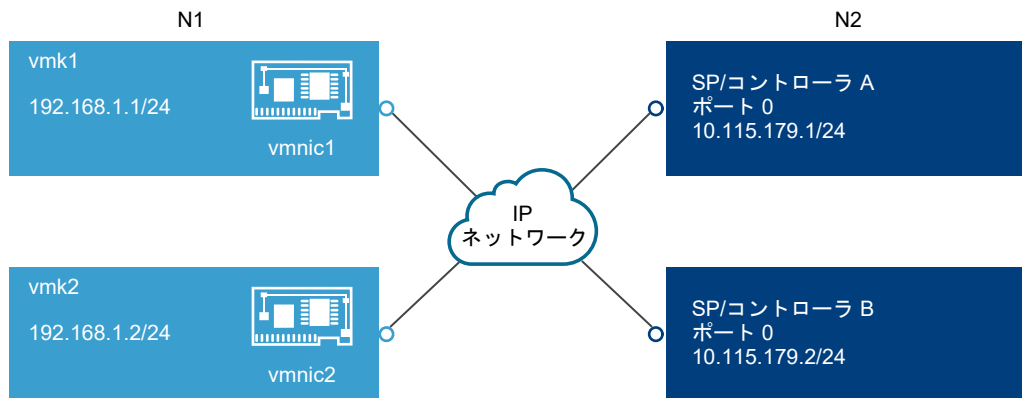 N1
N2
vmk1
192.168.1.1/24
vmnic1
SP/コントローラ A
ポート 0
10.115.179.1/24
IP
ネットワーク
vmk2
192.168.1.2/24
vmnic2
SP/コントローラ B
ポート 0
10.115.179.2/24